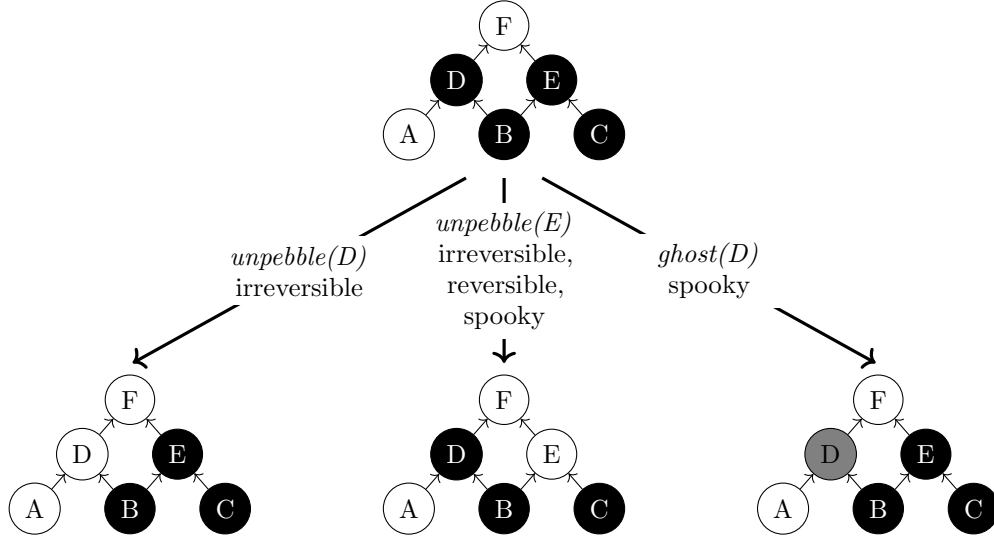 F
D E
A B C
unpebble(D)
irreversible
unpebble(E)
irreversible,
reversible,
spooky
ghost(D)
spooky
F
D E
A B C
F
D E
A B C
F
D E
A B C